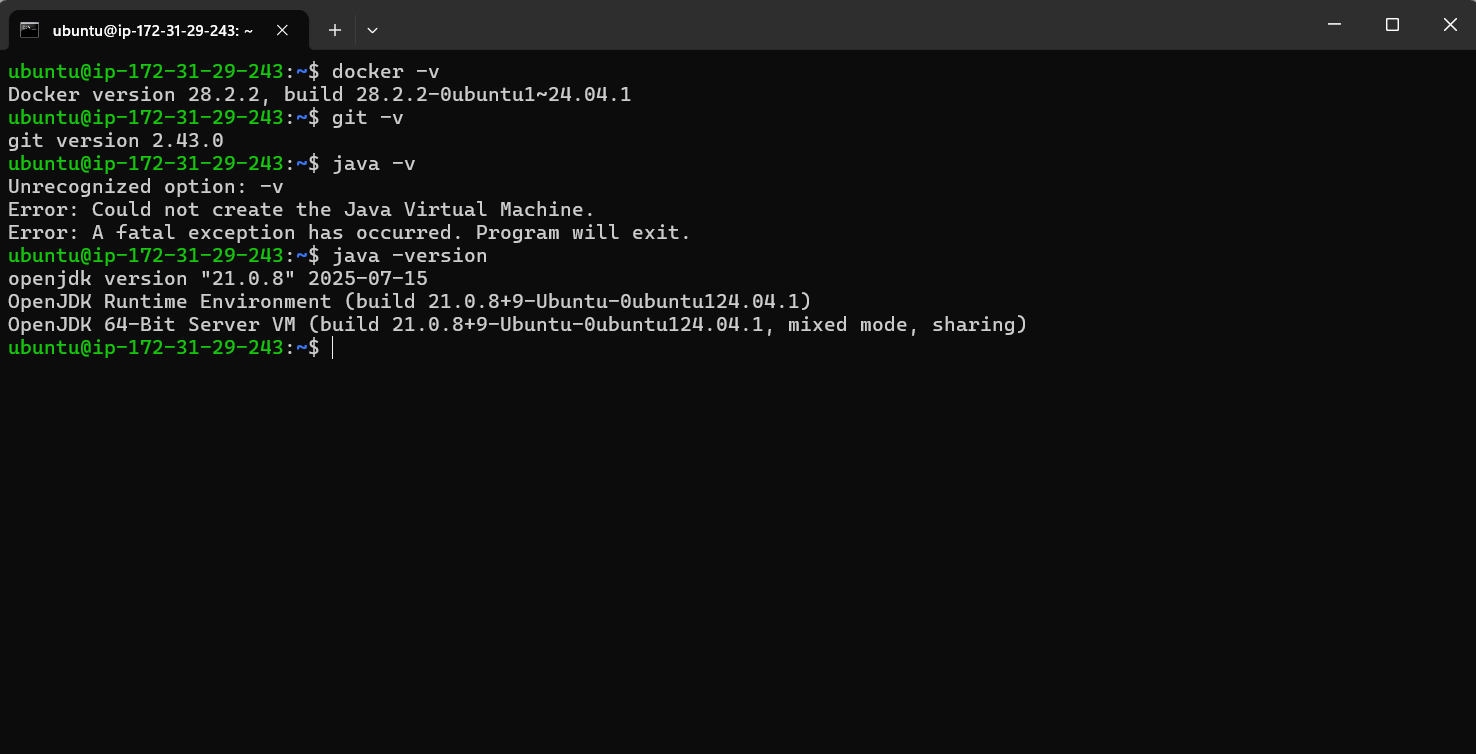 ubuntu@ip-172-31-29-243: ~
ubuntu@ip-172-31-29-243:~$ docker -v
Docker version 28.2.2, build 28.2.2-0ubuntu1~24.04.1
ubuntu@ip-172-31-29-243:~$ git -v
git version 2.43.0
ubuntu@ip-172-31-29-243:~$ java -v
Unrecognized option: -v
Error: Could not create the Java Virtual Machine.
Error: A fatal exception has occurred. Program will exit.
ubuntu@ip-172-31-29-243:~$ java -version
openjdk version "21.0.8" 2025-07-15
OpenJDK Runtime Environment (build 21.0.8+9-Ubuntu-0ubuntu124.04.1)
OpenJDK 64-Bit Server VM (build 21.0.8+9-Ubuntu-0ubuntu124.04.1, mixed mode, sharing)
ubuntu@ip-172-31-29-243:~$